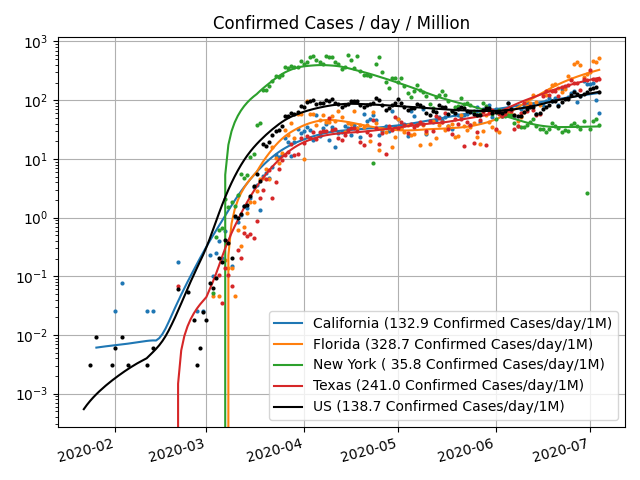 Confirmed Cases / day / Million
10³
10²
10¹
10⁰
10⁻¹
10⁻²
10⁻³
California (132.9 Confirmed Cases/day/1M)
Florida (328.7 Confirmed Cases/day/1M)
New York ( 35.8 Confirmed Cases/day/1M)
Texas (241.0 Confirmed Cases/day/1M)
US (138.7 Confirmed Cases/day/1M)
2020-02
2020-03
2020-04
2020-05
2020-06
2020-07